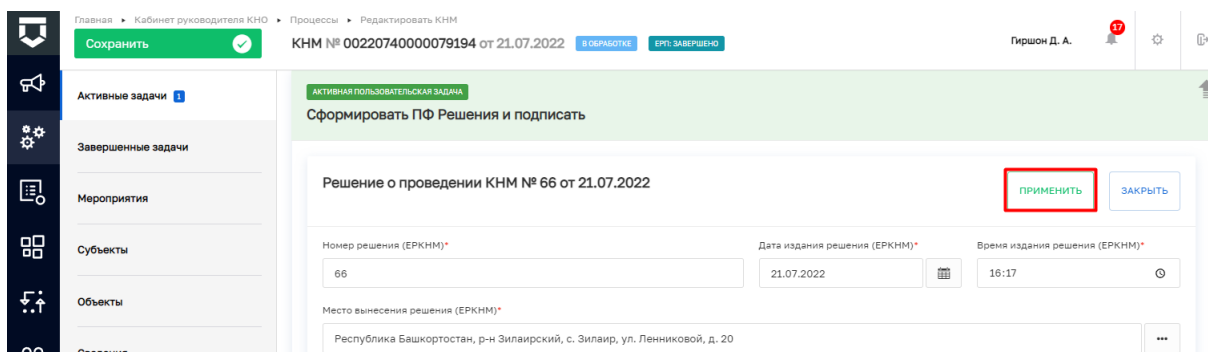 Главная ▸ Кабинет руководителя КНО ▸ Процессы ▸ Редактировать КНМ
Сохранить
КНМ № 00220740000079194 от 21.07.2022 В ОБРАБОТКЕ ЕРП: ЗАВЕРШЕНО
Гиршон Д. А.
17
Активные задачи 1
АКТИВНАЯ ПОЛЬЗОВАТЕЛЬСКАЯ ЗАДАЧА
Сформировать ПФ Решения и подписать
Завершенные задачи
Мероприятия
Субъекты
Объекты
Решение о проведении КНМ № 66 от 21.07.2022
ПРИМЕНИТЬ
ЗАКРЫТЬ
Номер решения (ЕРКНМ)*
Дата издания решения (ЕРКНМ)*
Время издания решения (ЕРКНМ)*
66
21.07.2022
16:17
Место вынесения решения (ЕРКНМ)*
Республика Башкортостан, р-н Зилаирский, с. Зилаир, ул. Ленниковой, д. 20